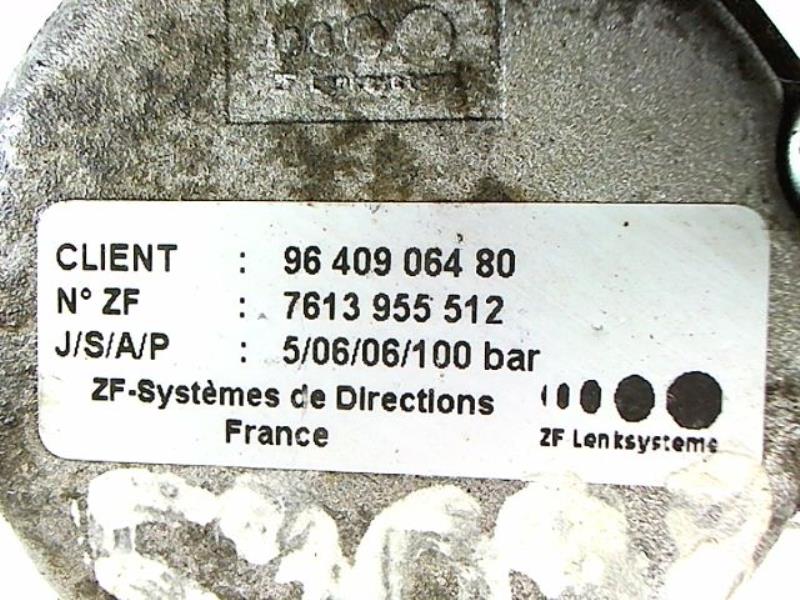 CLIENT : 96 409 064 80
N° ZF : 7613 955 512
J/S/A/P : 5/06/06/100 bar
ZF-Systèmes de Directions
France
ZF Lenksysteme